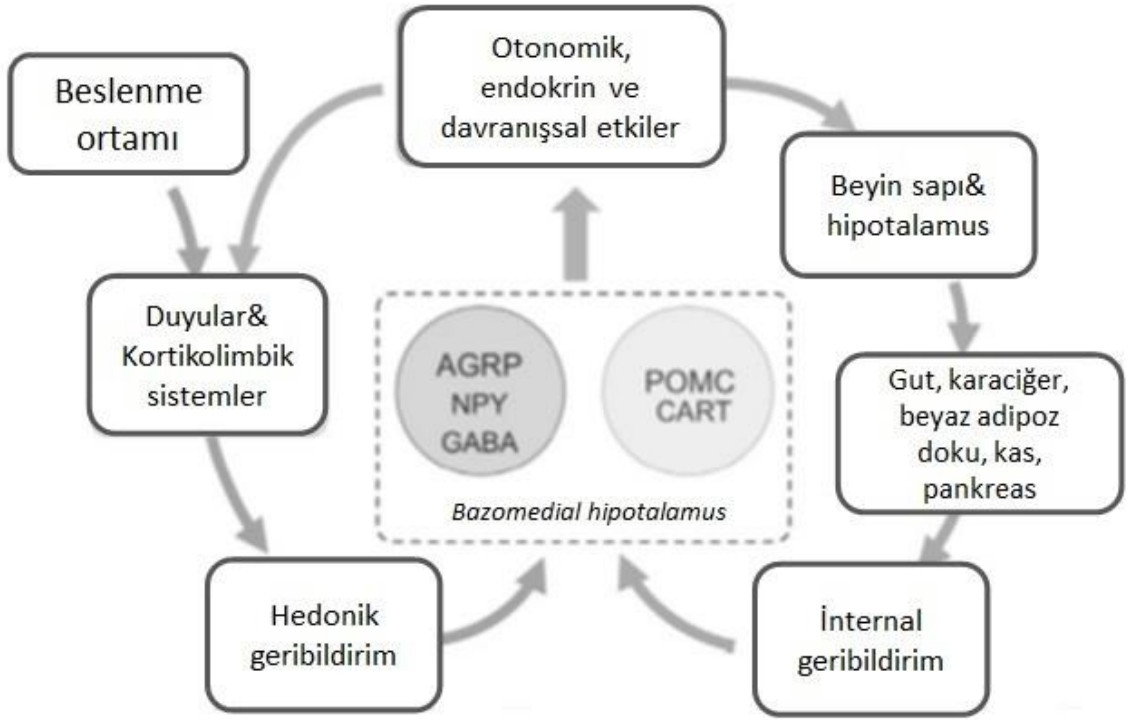 Beslenme
ortamı
Otonomik,
endokrin ve
davranışsal etkiler
Beyin sapı&
hipotalamus
Duyular&
Kortikolimbik
sistemler
AGRP
NPY
GABA
POMC
CART
Bazomedial hipotalamus
Gut, karaciğer,
beyaz adipoz
doku, kas,
pankreas
Hedonik
geribildirim
İnternal
geribildirim